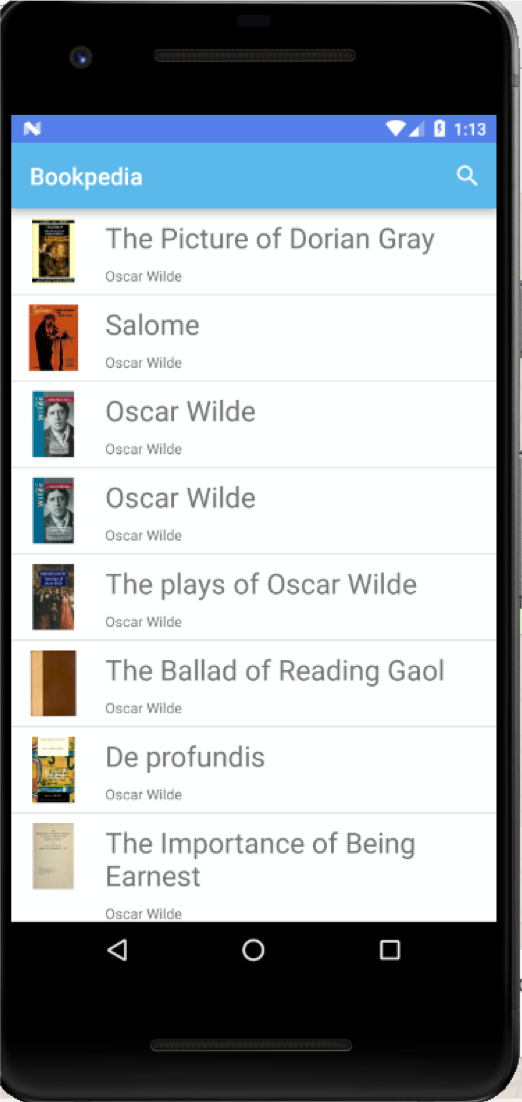 1:13
Bookpedia
The Picture of Dorian Gray
Oscar Wilde
Salome
Oscar Wilde
Oscar Wilde
Oscar Wilde
Oscar Wilde
Oscar Wilde
The plays of Oscar Wilde
Oscar Wilde
The Ballad of Reading Gaol
Oscar Wilde
De profundis
Oscar Wilde
The Importance of Being
Earnest
Oscar Wilde